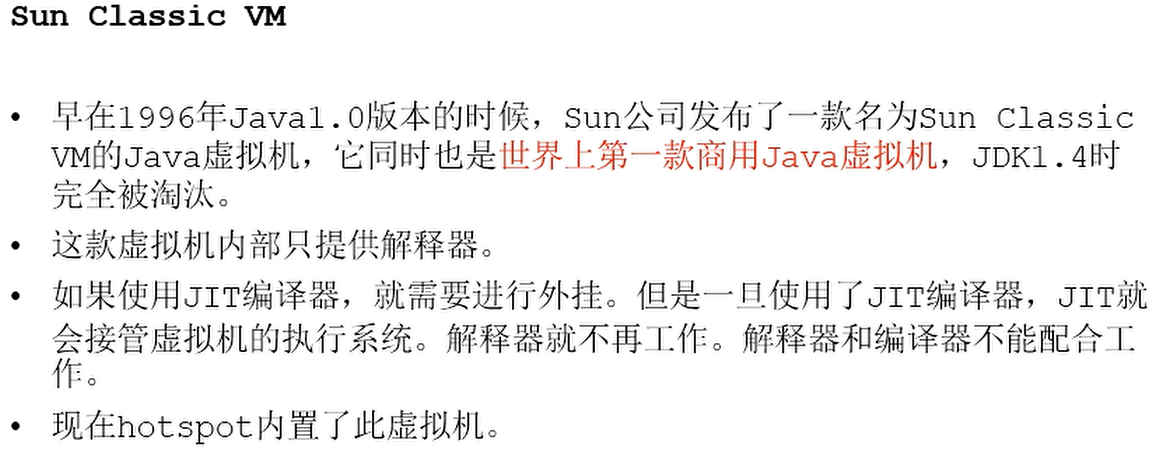 Sun Classic VM
• 早在1996年Java1.0版本的时候，Sun公司发布了一款名为Sun Classic
VM的Java虚拟机，它同时也是世界上第一款商用Java虚拟机，JDK1.4时
完全被淘汰。
• 这款虚拟机内部只提供解释器。
• 如果使用JIT编译器，就需要进行外挂。但是一旦使用了JIT编译器，JIT就
会接管虚拟机的执行系统。解释器就不再工作。解释器和编译器不能配合工
作。
• 现在hotspot内置了此虚拟机。